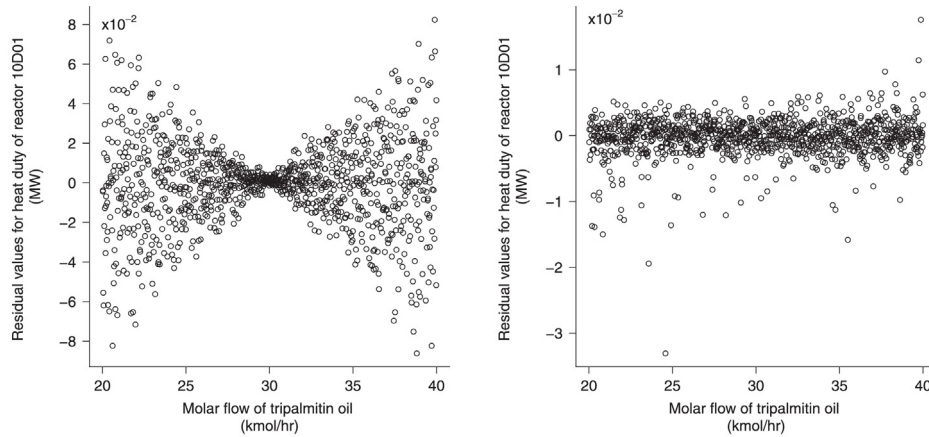 x10⁻²
8
6
4
2
0
−2
−4
−6
−8
Residual values for heat duty of reactor 10D01
(MW)
20
25
30
35
40
Molar flow of tripalmitin oil
(kmol/hr)
x10⁻²
1
0
−1
−2
−3
Residual values for heat duty of reactor 10D01
(MW)
20
25
30
35
40
Molar flow of tripalmitin oil
(kmol/hr)